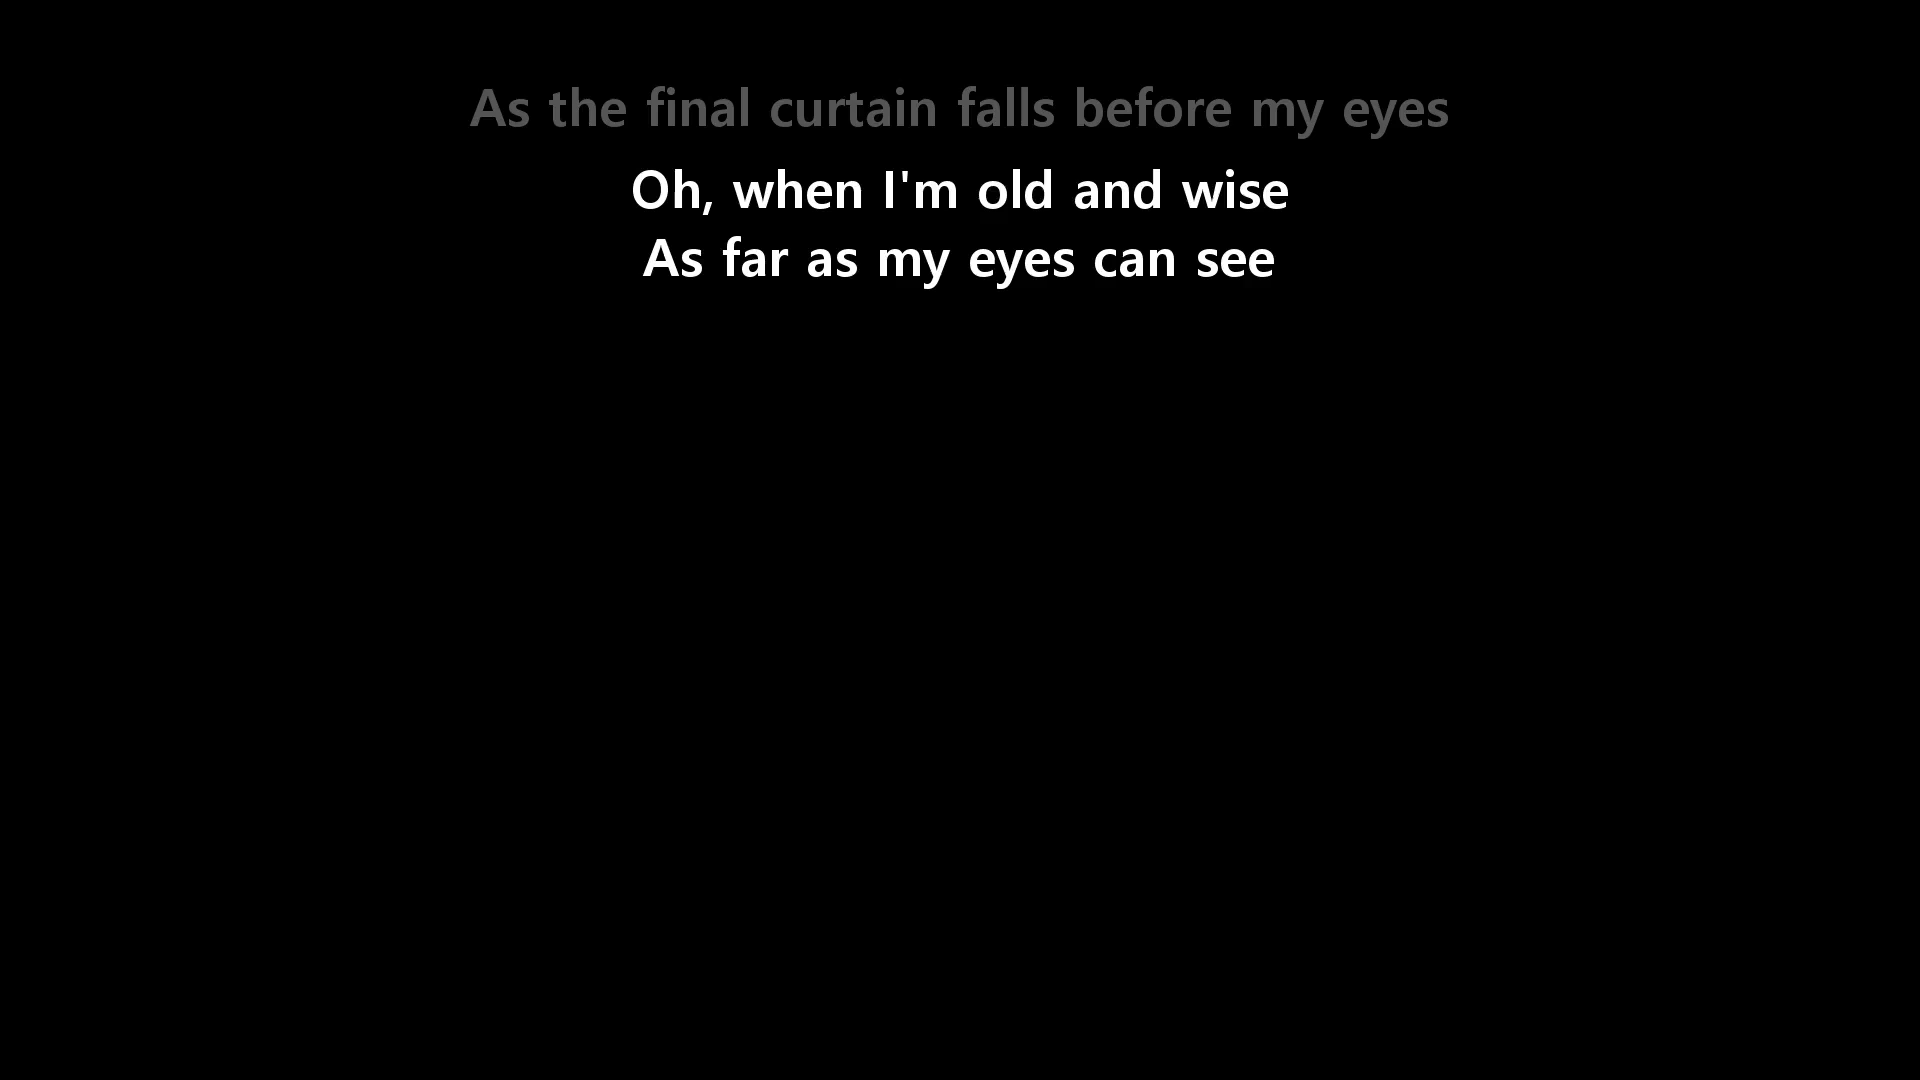 As the final curtain falls before my eyes
Oh, when I'm old and wise
As far as my eyes can see